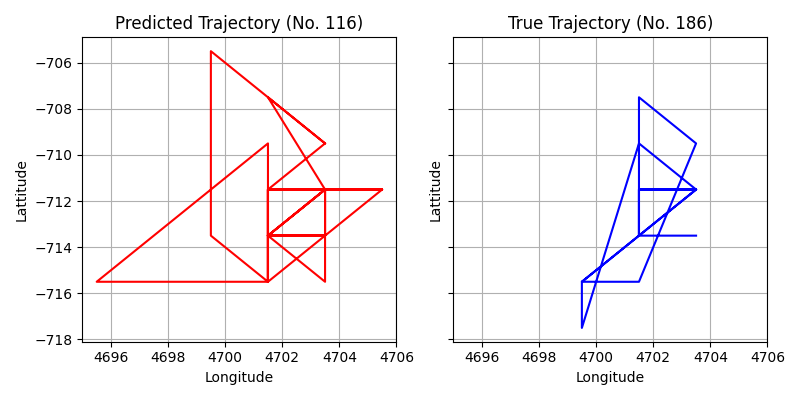 Predicted Trajectory (No. 116)
True Trajectory (No. 186)
−706
−708
−710
−712
−714
−716
−718
Lattitude
Lattitude
4696 4698 4700 4702 4704 4706
4696 4698 4700 4702 4704 4706
Longitude
Longitude